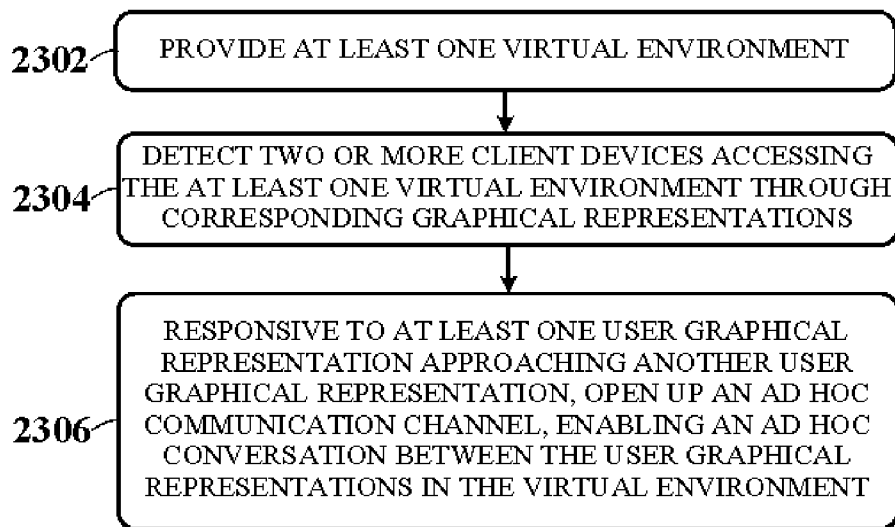 2302
PROVIDE AT LEAST ONE VIRTUAL ENVIRONMENT
2304
DETECT TWO OR MORE CLIENT DEVICES ACCESSING
THE AT LEAST ONE VIRTUAL ENVIRONMENT THROUGH
CORRESPONDING GRAPHICAL REPRESENTATIONS
2306
RESPONSIVE TO AT LEAST ONE USER GRAPHICAL
REPRESENTATION APPROACHING ANOTHER USER
GRAPHICAL REPRESENTATION, OPEN UP AN AD HOC
COMMUNICATION CHANNEL, ENABLING AN AD HOC
CONVERSATION BETWEEN THE USER GRAPHICAL
REPRESENTATIONS IN THE VIRTUAL ENVIRONMENT